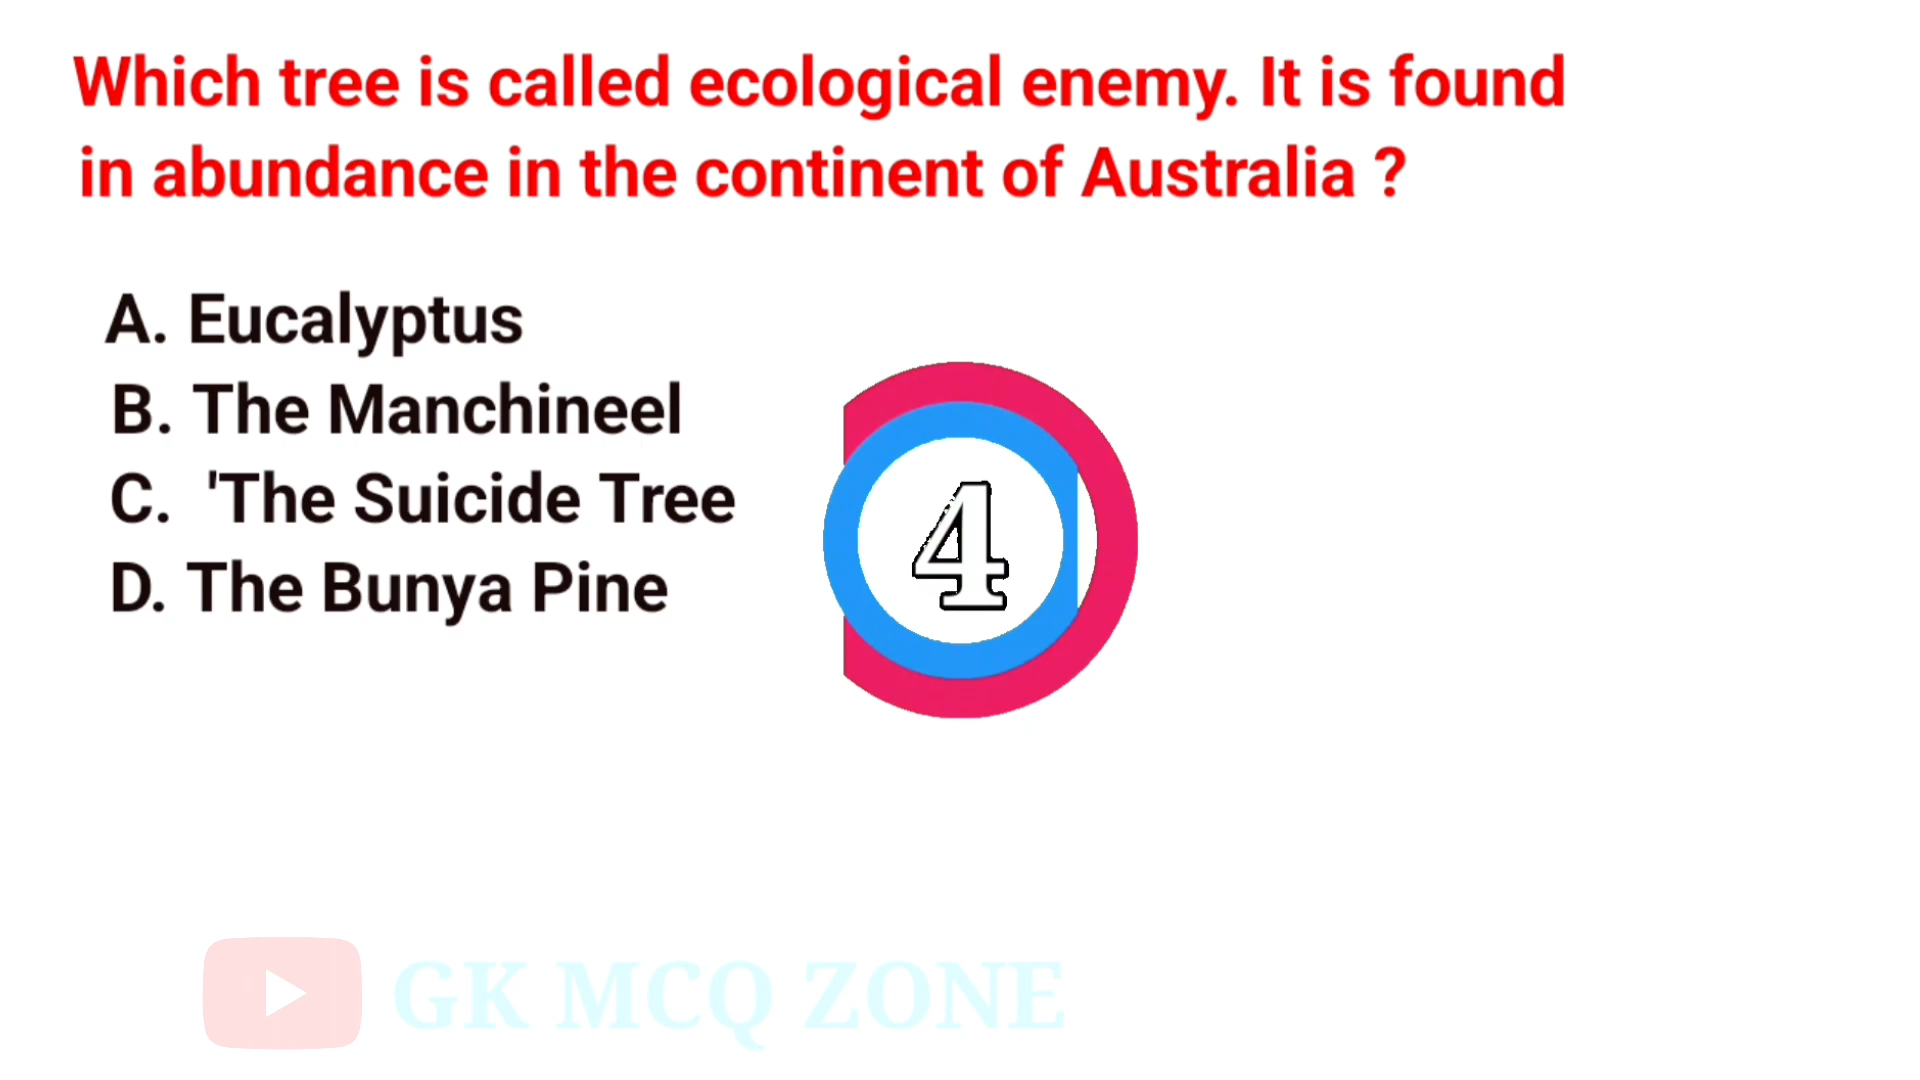 Which tree is called ecological enemy. It is found
in abundance in the continent of Australia ?
A. Eucalyptus
B. The Manchineel
C. 'The Suicide Tree
D. The Bunya Pine
4
GK MCQ ZONE